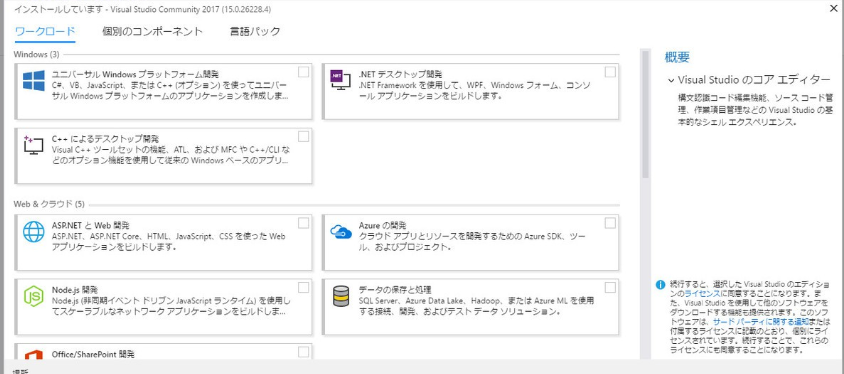 インストールしています - Visual Studio Community 2017 (15.0.26228.4)
ワークロード 個別のコンポーネント 言語パック
Windows (3)
ユニバーサル Windows プラットフォーム開発
C#、VB、JavaScript、または C++ (オプション) を使ってユニバー
サル Windows プラットフォームのアプリケーションを作成しま...
.NET デスクトップ開発
.NET Framework を使用して、WPF、Windows フォーム、コンソ
ール アプリケーションをビルドします。
C++ によるデスクトップ開発
Visual C++ ツールセットの機能、ATL、および MFC や C++/CLI な
どのオプション機能を使用して従来の Windows ベースのアプリ...
Web & クラウド (5)
ASP.NET と Web 開発
ASP.NET、ASP.NET Core、HTML、JavaScript、CSS を使った Web
アプリケーションをビルドします。
Azure の開発
クラウド アプリとリソースを開発するための Azure SDK、ツー
ル、およびプロジェクト。
Node.js 開発
Node.js (非同期イベント ドリブン JavaScript ランタイム) を使用し
てスケーラブルなネットワーク アプリケーションをビルドしま...
データの保存と処理
SQL Server、Azure Data Lake、Hadoop、または Azure ML を使用
する接続、開発、およびテスト データ ソリューション。
Office/SharePoint 開発
場所
概要
Visual Studio のコア エディター
構文認識コード編集機能、ソース コード管
理、作業項目管理などの Visual Studio の基
本的なシェル エクスペリエンス。
続行すると、選択した Visual Studio のエディショ
ンのライセンスに同意することになります。ま
た、Visual Studio を使用して他のソフトウェアを
ダウンロードする機能も提供されます。このソフ
トウェアは、サード パーティに関する通知または
付属するライセンスに記載のとおり、個別にライ
センスされています。続行することで、これらの
ライセンスにも同意することになります。